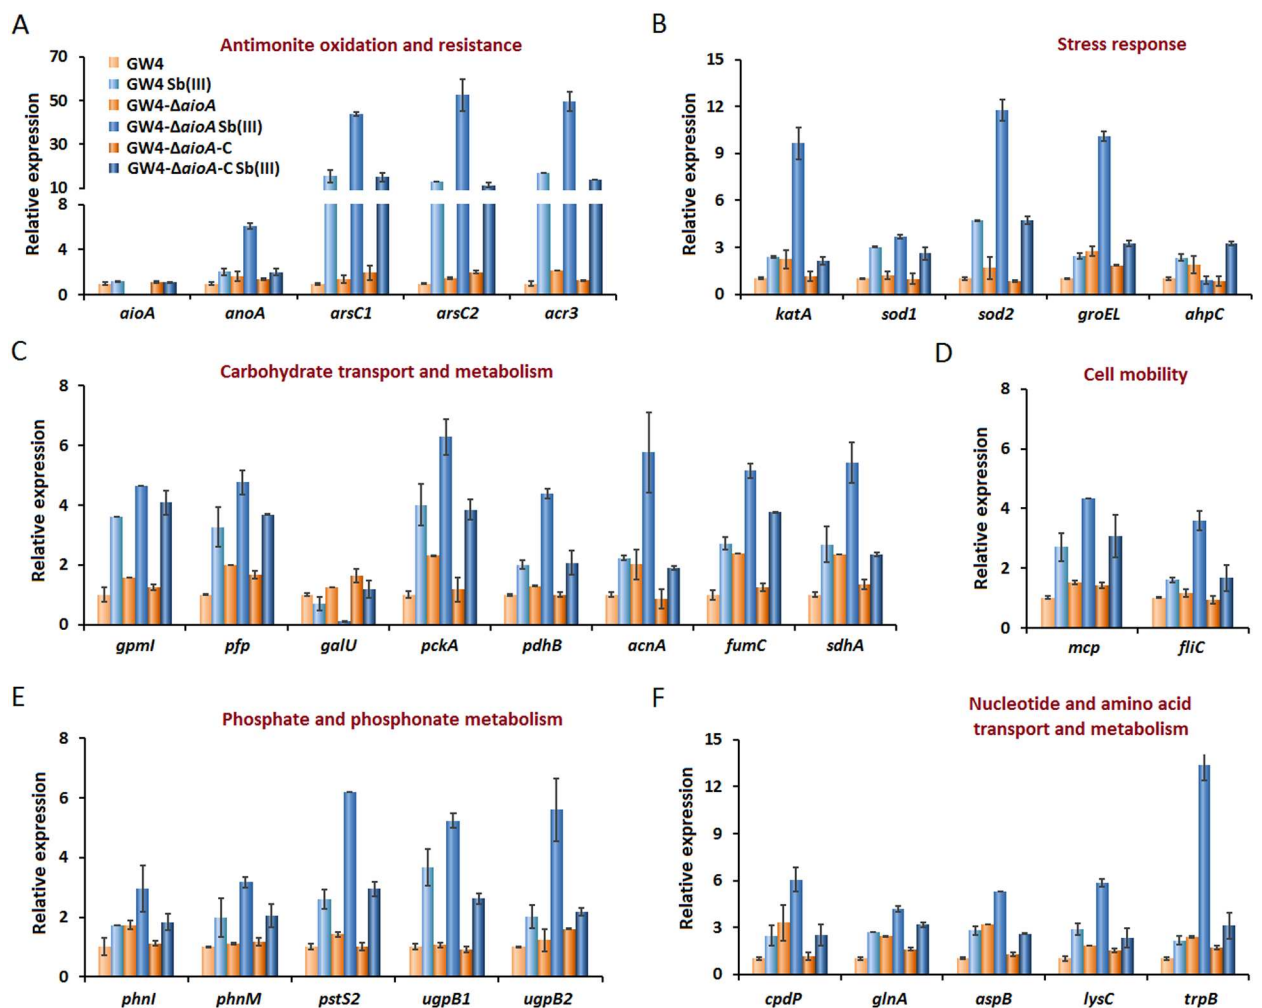 A
Antimonite oxidation and resistance
Relative expression
70
50
30
10
8
4
0
GW4
GW4 Sb(III)
GW4-ΔaioA
GW4-ΔaioA Sb(III)
GW4-ΔaioA-C
GW4-ΔaioA-C Sb(III)
aioA anoA arsC1 arsC2 acr3
B
Stress response
Relative expression
15
12
9
6
3
0
katA sod1 sod2 groEL ahpC
C
Carbohydrate transport and metabolism
Relative expression
8
6
4
2
0
gpmI pfp galU pckA pdhB acnA fumC sdhA
D
Cell mobility
Relative expression
8
6
4
2
0
mcp fliC
E
Phosphate and phosphonate metabolism
Relative expression
8
6
4
2
0
phnI phnM pstS2 ugpB1 ugpB2
F
Nucleotide and amino acid
transport and metabolism
Relative expression
15
12
9
6
3
0
cpdP glnA aspB lysC trpB